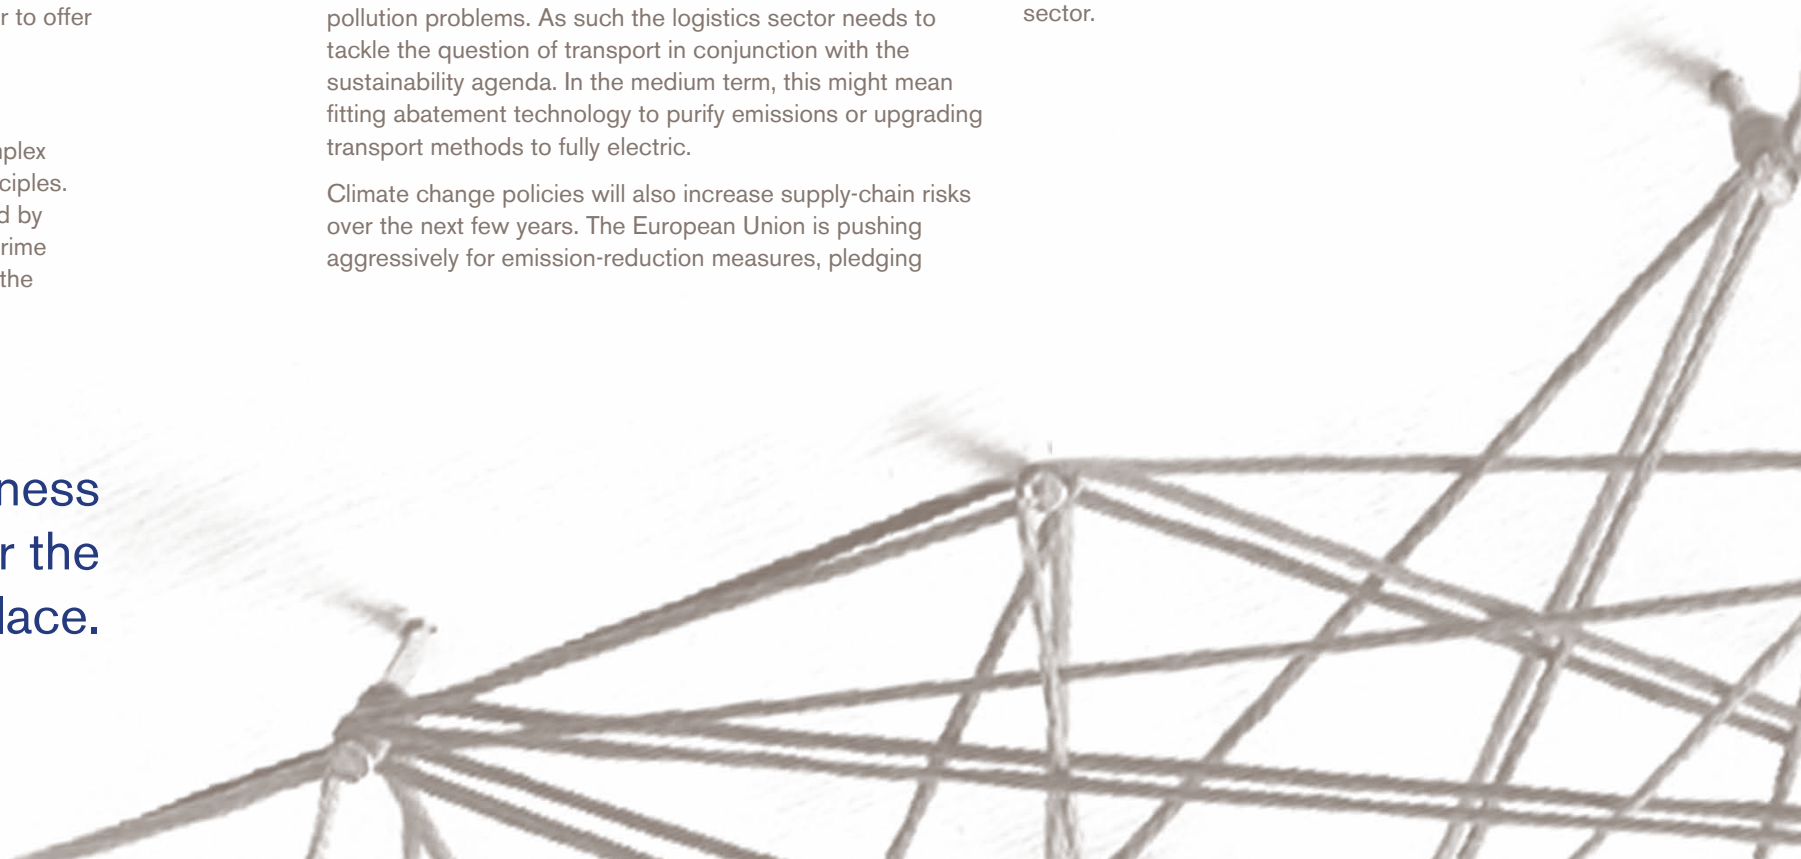 r to offer
nplex
ciples.
d by
rime
the
ness
r the
lace.
pollution problems. As such the logistics sector needs to
tackle the question of transport in conjunction with the
sustainability agenda. In the medium term, this might mean
fitting abatement technology to purify emissions or upgrading
transport methods to fully electric.
Climate change policies will also increase supply-chain risks
over the next few years. The European Union is pushing
aggressively for emission-reduction measures, pledging
sector.